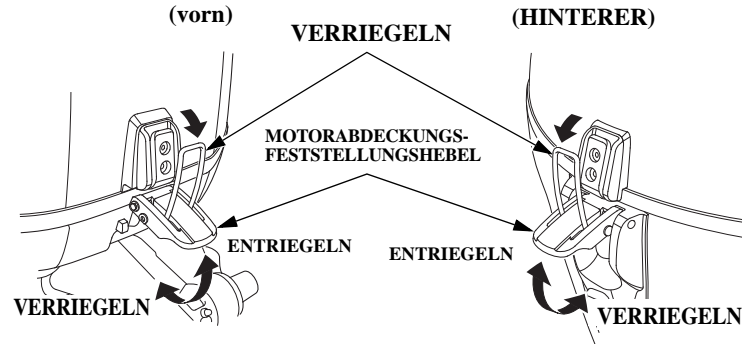 (vorn)
VERRIEGELN
(HINTERER)
MOTORABDECKUNGS-
FESTSTELLUNGSHEBEL
ENTRIEGELN
ENTRIEGELN
VERRIEGELN
VERRIEGELN